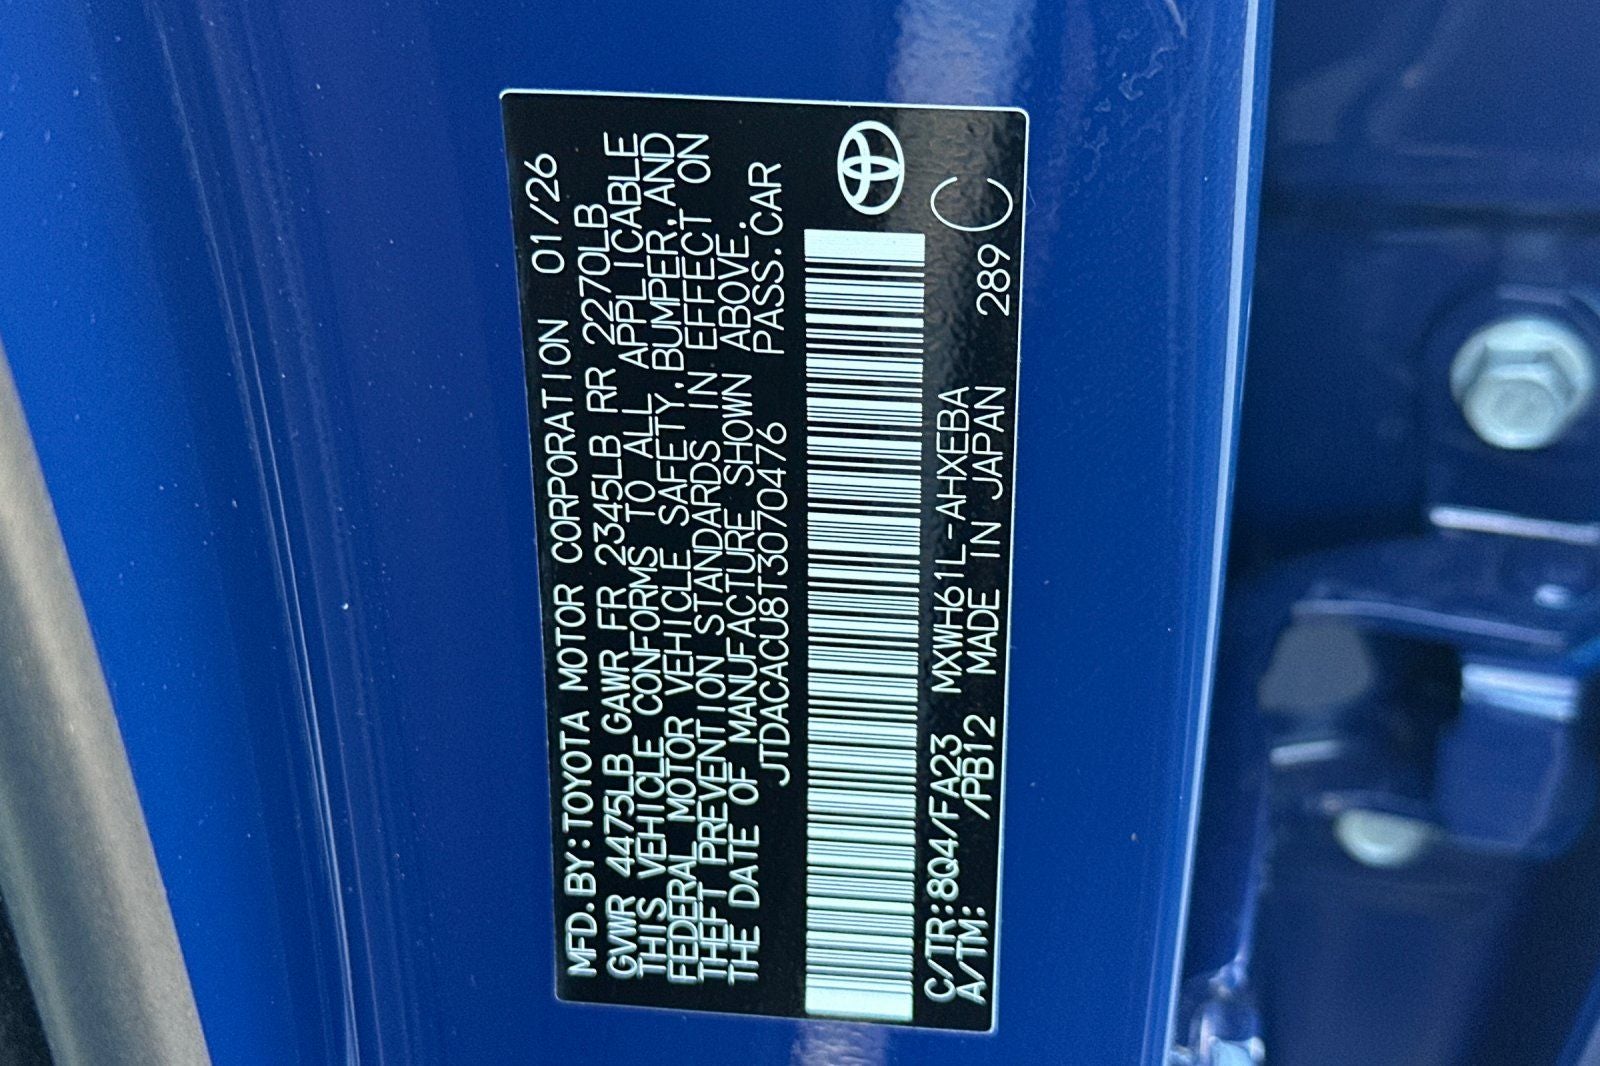 MFD.BY:TOYOTA MOTOR CORPORATION 01/26
GVWR 4475LB GAWR FR 2345LB RR 2270LB
THIS VEHICLE CONFORMS TO ALL APPLICABLE
FEDERAL MOTOR VEHICLE SAFETY,BUMPER,AND
THEFT PREVENTION STANDARDS IN EFFECT ON
THE DATE OF MANUFACTURE SHOWN ABOVE.
JTDACACU8T3070476 PASS.CAR
C/TR:8Q4/FA23 MXWH61L-AHXEBA C
A/TM: /PB12 MADE IN JAPAN 289